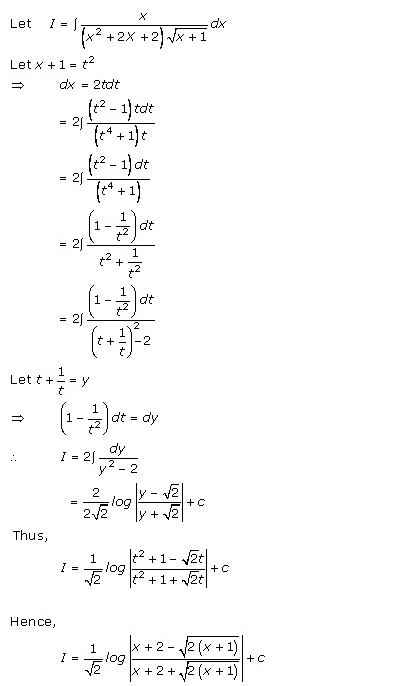 Let I = ∫ x / ((x² + 2X + 2) √(x + 1)) dx
Let x + 1 = t²
⇒ dx = 2tdt
= 2∫ (t² − 1) tdt / ((t⁴ + 1) t)
= 2∫ (t² − 1) dt / (t⁴ + 1)
= 2∫ (1 − 1/t²) dt / (t² + 1/t²)
= 2∫ (1 − 1/t²) dt / ((t + 1/t)² − 2)
Let t + 1/t = y
⇒ (1 − 1/t²) dt = dy
∴ I = 2∫ dy / (y² − 2)
= 2/(2√2) log |(y − √2)/(y + √2)| + c
Thus,
I = 1/√2 log |(t² + 1 − √2t)/(t² + 1 + √2t)| + c
Hence,
I = 1/√2 log |(x + 2 − √(2(x + 1)))/(x + 2 + √(2(x + 1)))| + c